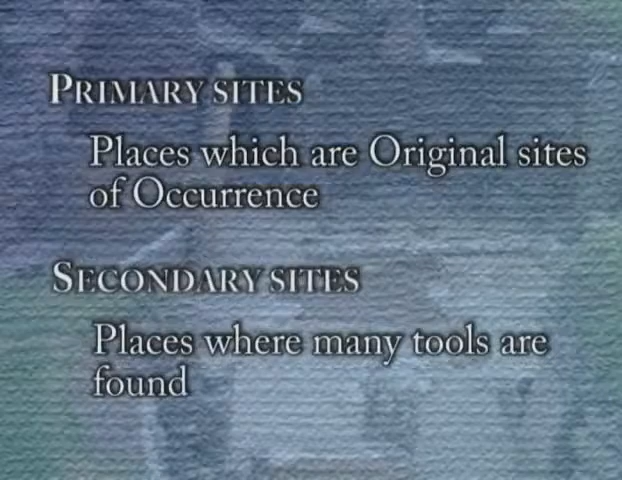 PRIMARY SITES
Places which are Original sites
of Occurrence
SECONDARY SITES
Places where many tools are
found